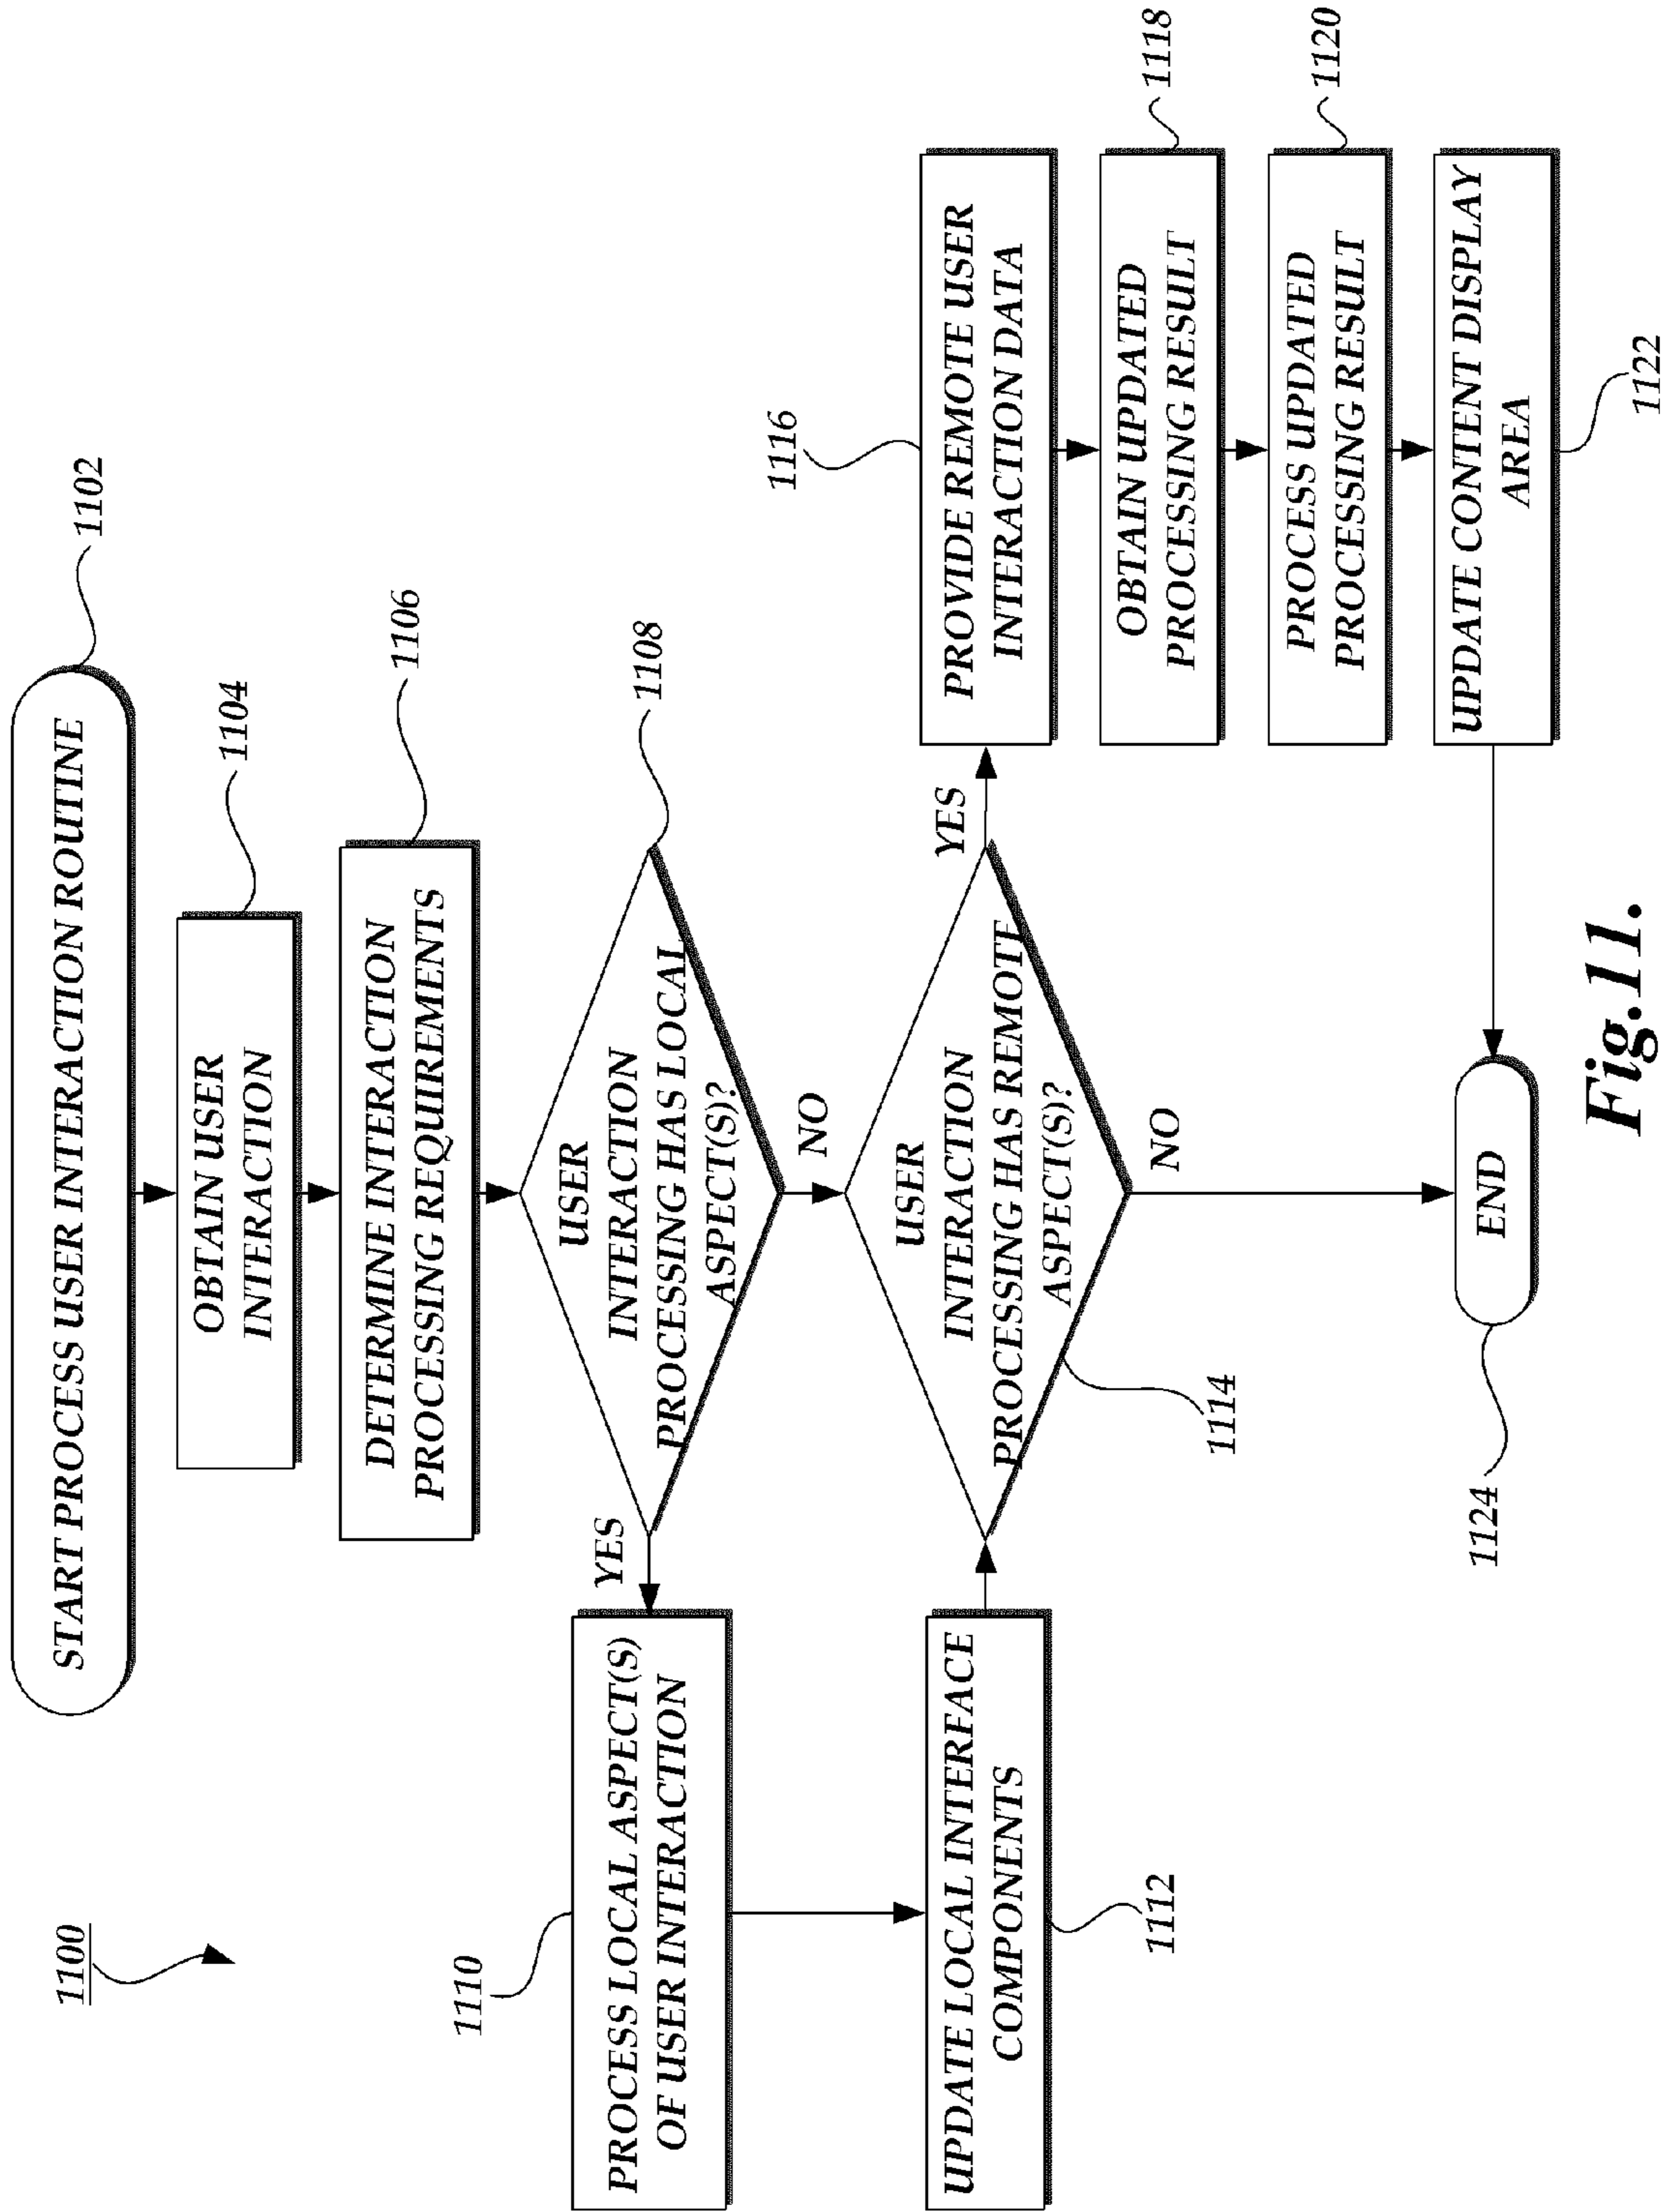 1100
START PROCESS USER INTERACTION ROUTINE
1102
OBTAIN USER
INTERACTION
1104
DETERMINE INTERACTION
PROCESSING REQUIREMENTS
1106
USER
INTERACTION
PROCESSING HAS LOCAL
ASPECT(S)?
1108
YES
NO
1110
PROCESS LOCAL ASPECT(S)
OF USER INTERACTION
UPDATE LOCAL INTERFACE
COMPONENTS
1112
USER
INTERACTION
PROCESSING HAS REMOTE
ASPECT(S)?
1114
YES
NO
1116
PROVIDE REMOTE USER
INTERACTION DATA
OBTAIN UPDATED
PROCESSING RESULT
1118
PROCESS UPDATED
PROCESSING RESULT
1120
UPDATE CONTENT DISPLAY
AREA
1122
END
1124
Fig.11.